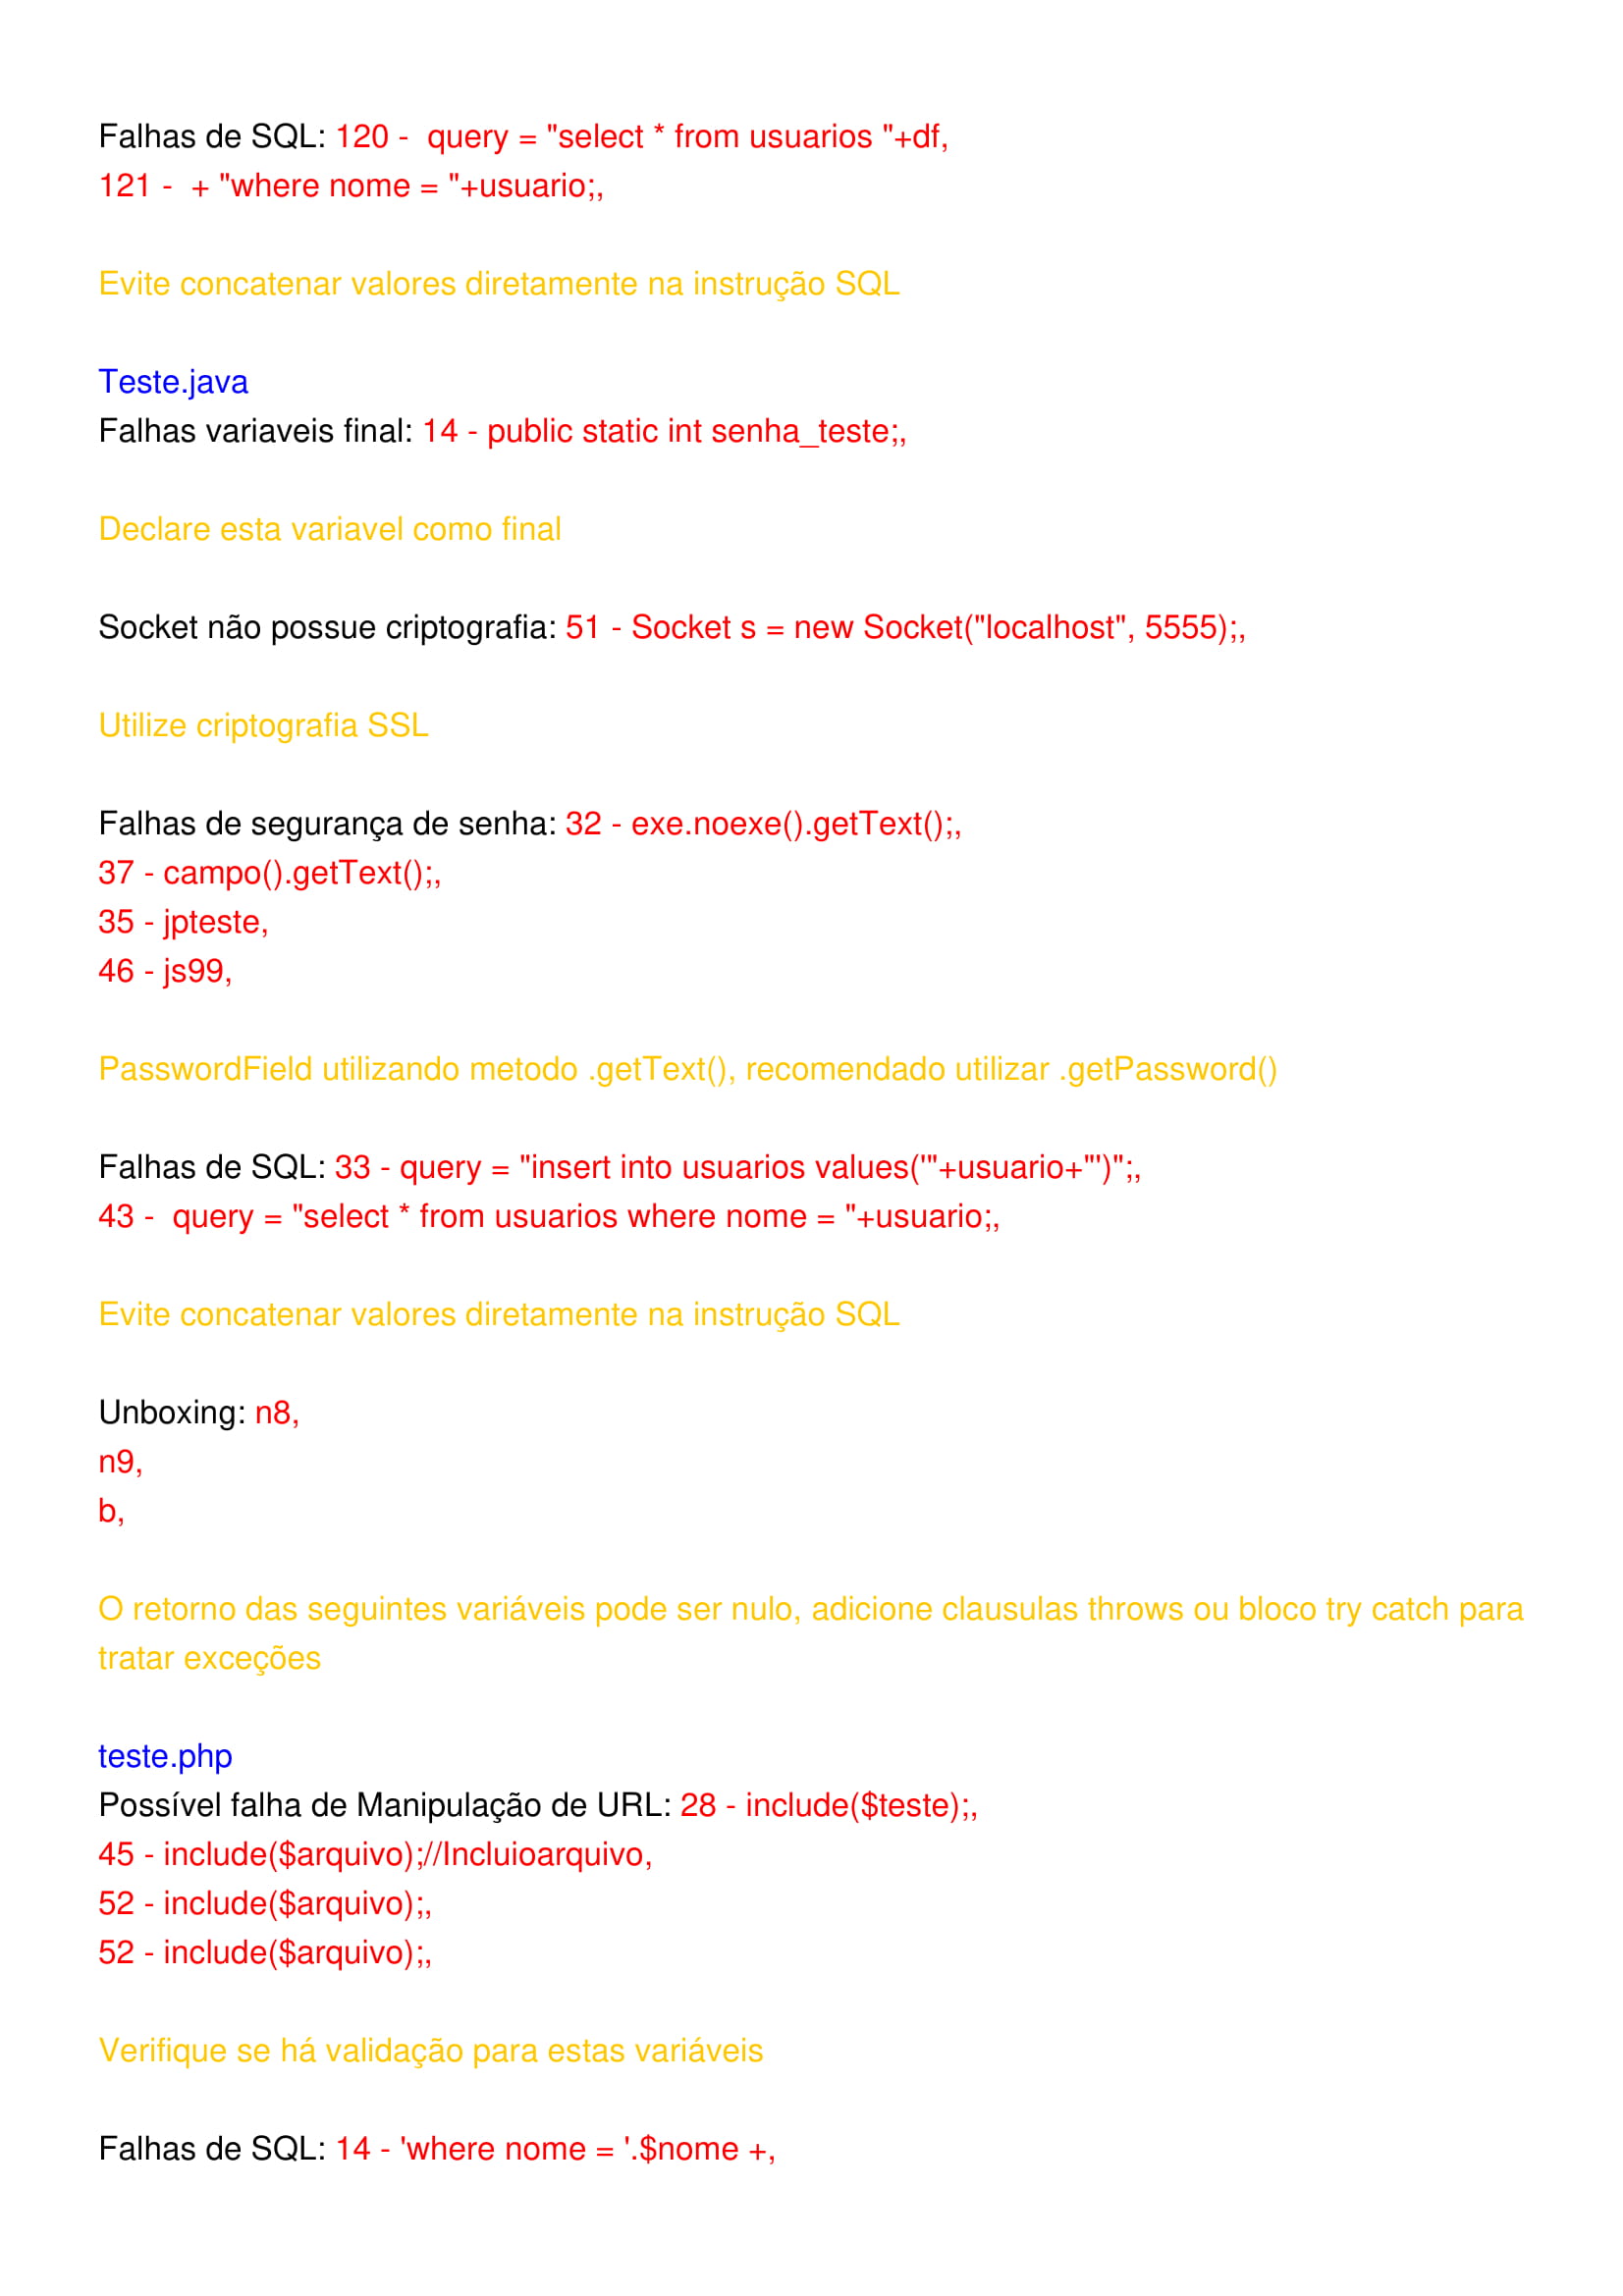 Falhas de SQL: 120 -  query = "select * from usuarios "+df,
121 -  + "where nome = "+usuario;,
Evite concatenar valores diretamente na instrução SQL
Teste.java
Falhas variaveis final: 14 - public static int senha_teste;,
Declare esta variavel como final
Socket não possue criptografia: 51 - Socket s = new Socket("localhost", 5555);,
Utilize criptografia SSL
Falhas de segurança de senha: 32 - exe.noexe().getText();,
37 - campo().getText();,
35 - jpteste,
46 - js99,
PasswordField utilizando metodo .getText(), recomendado utilizar .getPassword()
Falhas de SQL: 33 - query = "insert into usuarios values('"+usuario+"')";,
43 -  query = "select * from usuarios where nome = "+usuario;,
Evite concatenar valores diretamente na instrução SQL
Unboxing: n8,
n9,
b,
O retorno das seguintes variáveis pode ser nulo, adicione clausulas throws ou bloco try catch para
tratar exceções
teste.php
Possível falha de Manipulação de URL: 28 - include($teste);,
45 - include($arquivo);//Incluioarquivo,
52 - include($arquivo);,
52 - include($arquivo);,
Verifique se há validação para estas variáveis
Falhas de SQL: 14 - 'where nome = '.$nome +,